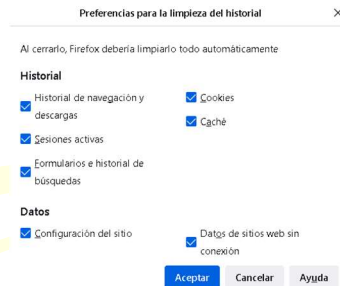 Preferencias para la limpieza del historial
Al cerrarlo, Firefox debería limpiarlo todo automáticamente
Historial
Historial de navegación y
descargas
Cookies
Caché
Sesiones activas
Formularios e historial de
búsquedas
Datos
Configuración del sitio
Datos de sitios web sin
conexión
Aceptar
Cancelar
Ayuda